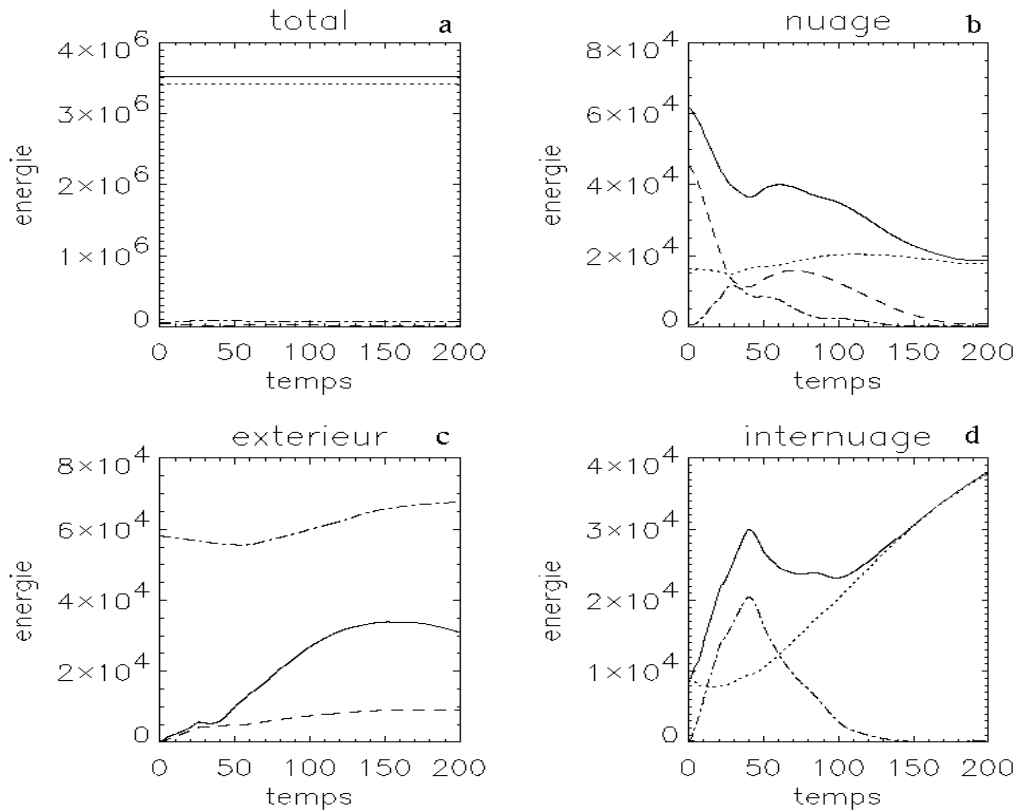 total a
4×10⁶
3×10⁶
2×10⁶
1×10⁶
0
energie
0 50 100 150 200
temps
nuage b
8×10⁴
6×10⁴
4×10⁴
2×10⁴
0
energie
0 50 100 150 200
temps
exterieur c
8×10⁴
6×10⁴
4×10⁴
2×10⁴
0
energie
0 50 100 150 200
temps
internuage d
4×10⁴
3×10⁴
2×10⁴
1×10⁴
0
energie
0 50 100 150 200
temps